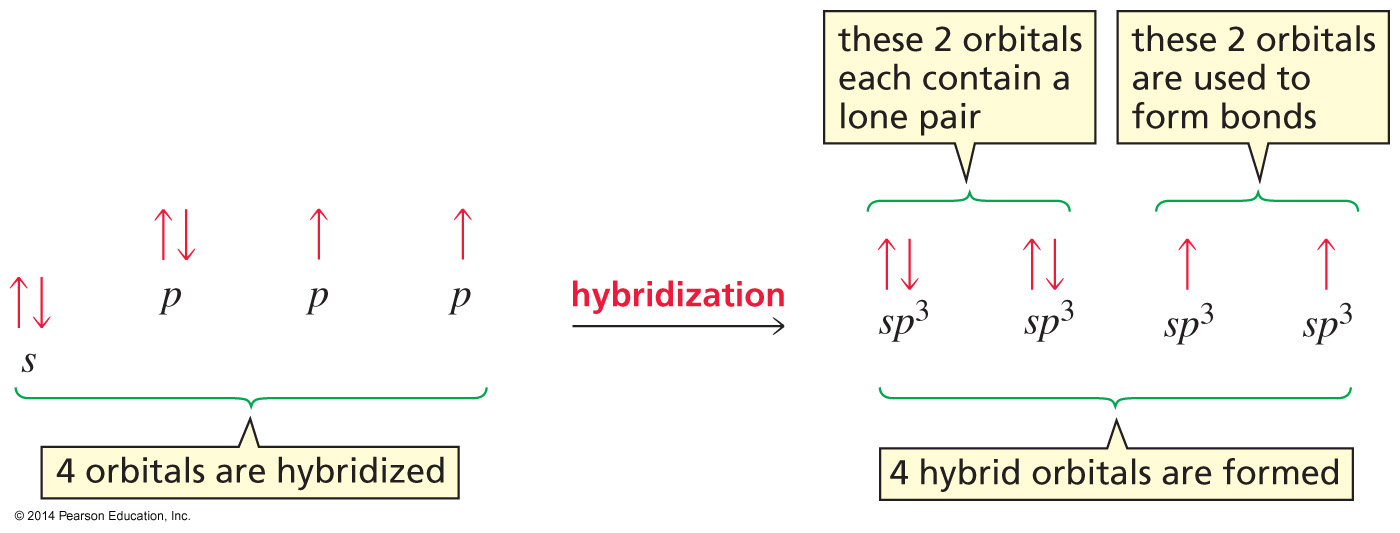 these 2 orbitals
each contain a
lone pair
these 2 orbitals
are used to
form bonds
p p p
s
hybridization
sp³ sp³ sp³ sp³
4 orbitals are hybridized
4 hybrid orbitals are formed
© 2014 Pearson Education, Inc.